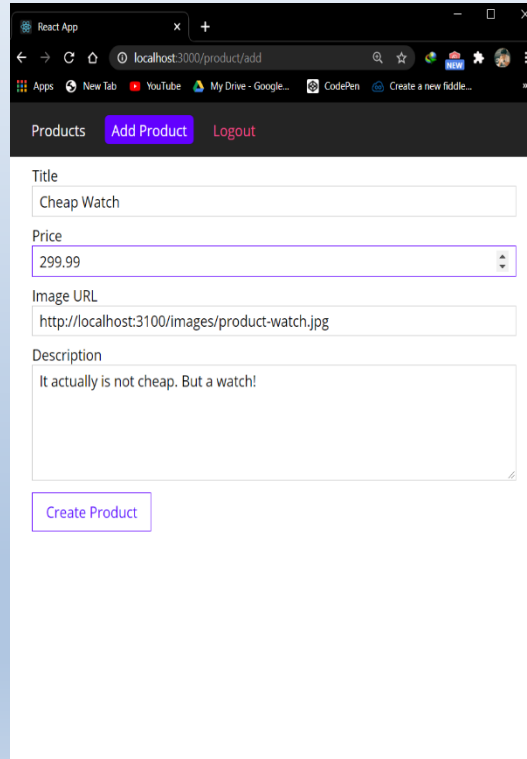 React App
localhost:3000/product/add
NEW
Apps New Tab YouTube My Drive - Google... CodePen Create a new fiddle... »
Products Add Product Logout
Title
Cheap Watch
Price
299.99
Image URL
http://localhost:3100/images/product-watch.jpg
Description
It actually is not cheap. But a watch!
Create Product